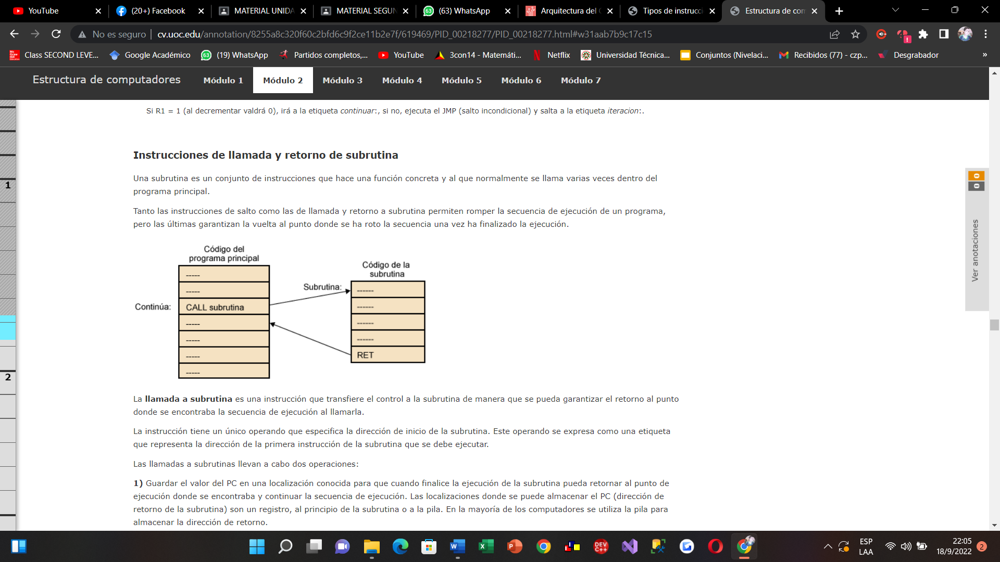 YouTube
(20+) Facebook
MATERIAL UNIDA
MATERIAL SEGUN
63
(63) WhatsApp
Arquitectura del C
Tipos de instrucci
Estructura de com
No es seguro
cv.uoc.edu/annotation/8255a8c320f60c2bfd6c9f2ce11b2e7f/619469/PID_00218277/PID_00218277.html#w31aab7b9c17c15
Class SECOND LEVE...
Google Académico
63
(19) WhatsApp
Partidos completos,...
YouTube
3con14 - Matemáti...
Netflix
Universidad Técnica...
Conjuntos (Nivelaci...
Recibidos (77) - czp...
Desgrabador
»
Estructura de computadores
Módulo 1
Módulo 2
Módulo 3
Módulo 4
Módulo 5
Módulo 6
Módulo 7
Si R1 = 1 (al decrementar valdrá 0), irá a la etiqueta continuar:, si no, ejecuta el JMP (salto incondicional) y salta a la etiqueta iteracion:.
Instrucciones de llamada y retorno de subrutina
Una subrutina es un conjunto de instrucciones que hace una función concreta y al que normalmente se llama varias veces dentro del
programa principal.
Tanto las instrucciones de salto como las de llamada y retorno a subrutina permiten romper la secuencia de ejecución de un programa,
pero las últimas garantizan la vuelta al punto donde se ha roto la secuencia una vez ha finalizado la ejecución.
Código del
programa principal
-----
-----
Continúa:
CALL subrutina
-----
-----
-----
-----
Código de la
subrutina
Subrutina:
------
------
------
------
RET
La llamada a subrutina es una instrucción que transfiere el control a la subrutina de manera que se pueda garantizar el retorno al punto
donde se encontraba la secuencia de ejecución al llamarla.
La instrucción tiene un único operando que especifica la dirección de inicio de la subrutina. Este operando se expresa como una etiqueta
que representa la dirección de la primera instrucción de la subrutina que se debe ejecutar.
Las llamadas a subrutinas llevan a cabo dos operaciones:
1) Guardar el valor del PC en una localización conocida para que cuando finalice la ejecución de la subrutina pueda retornar al punto de
ejecución donde se encontraba y continuar la secuencia de ejecución. Las localizaciones donde se puede almacenar el PC (dirección de
retorno de la subrutina) son un registro, al principio de la subrutina o a la pila. En la mayoría de los computadores se utiliza la pila para
almacenar la dirección de retorno.
1
2
0
0
Ver anotaciones
DEV
C++
ESP
LAA
22:05
18/9/2022
2